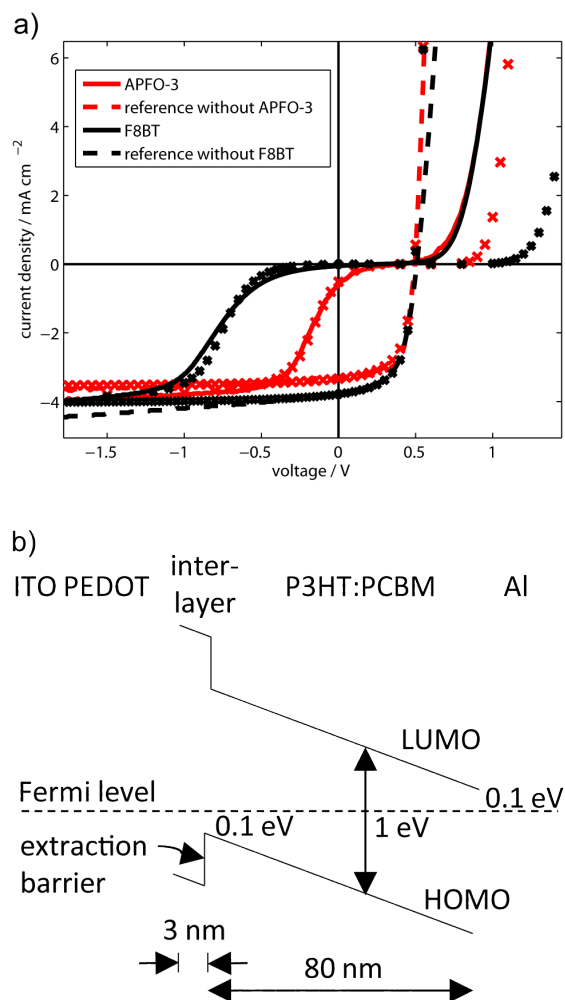 a)
6
4
2
0
−2
−4
current density / mA cm −2
APFO-3
reference without APFO-3
F8BT
reference without F8BT
−1.5 −1 −0.5 0 0.5 1
voltage / V
b)
inter-
ITO PEDOT P3HT:PCBM Al
layer
LUMO
Fermi level
0.1 eV
0.1 eV 1 eV
extraction
barrier
HOMO
3 nm
80 nm